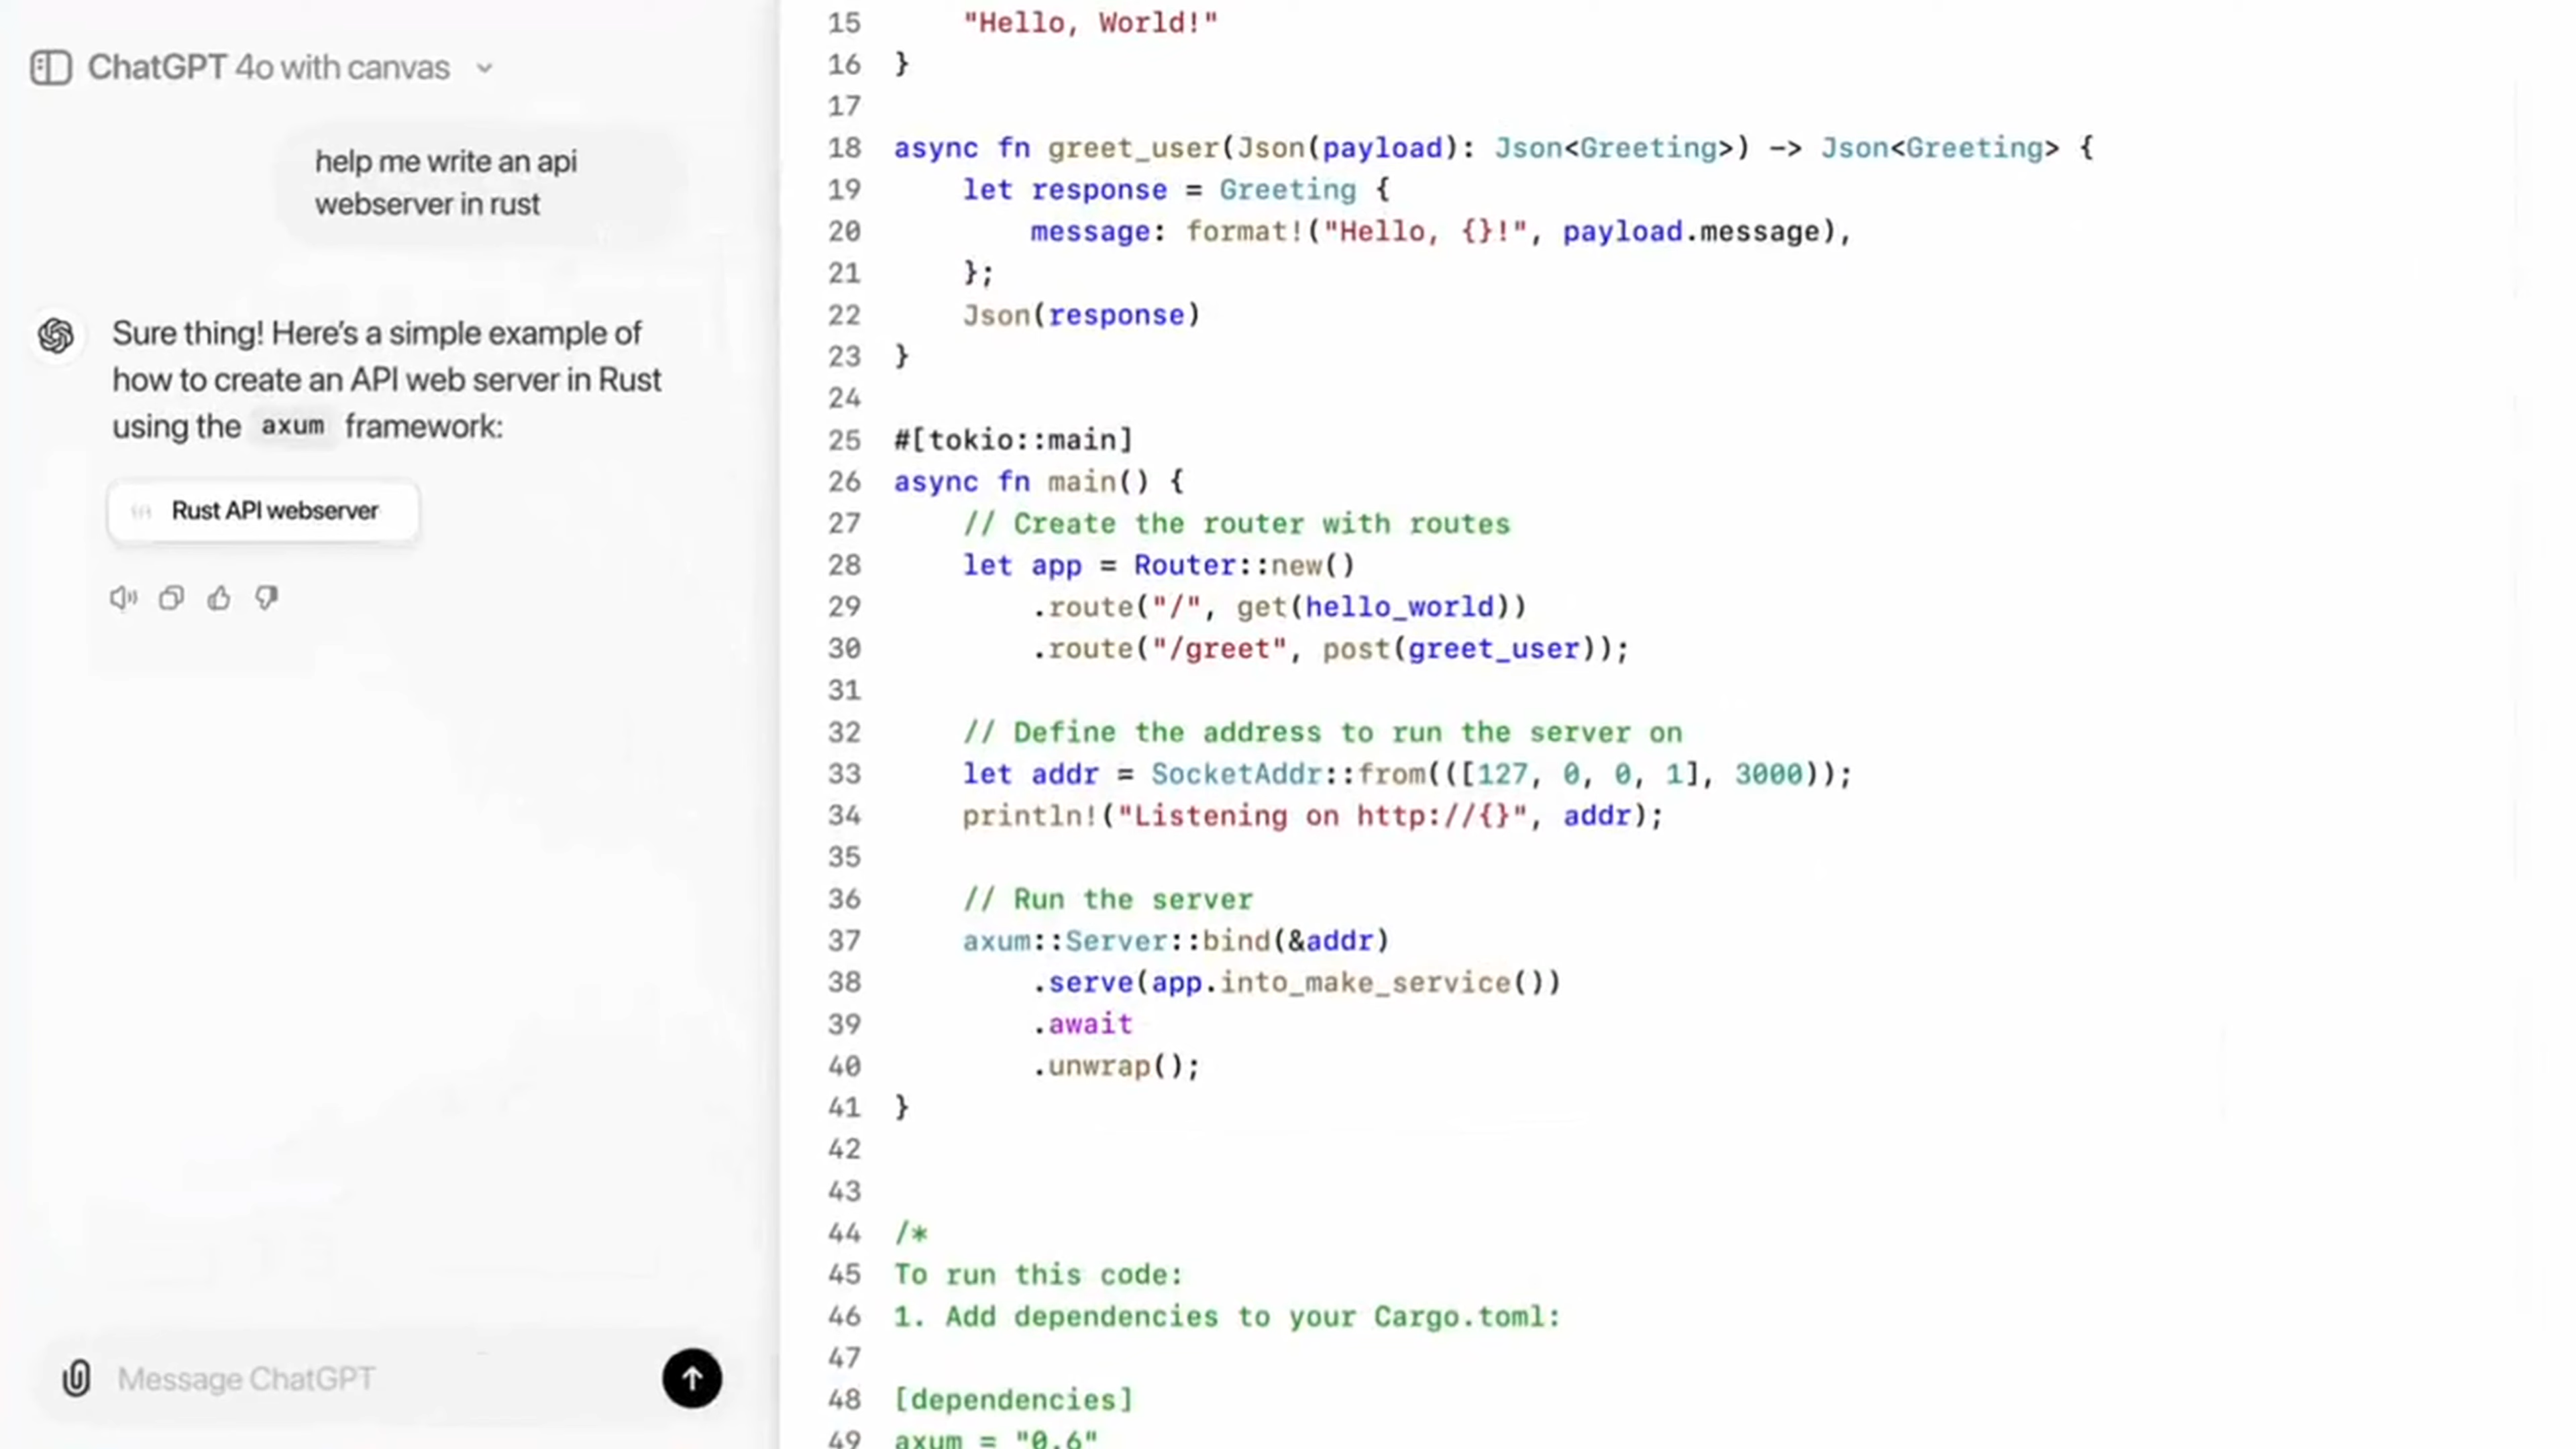 ChatGPT 4o with canvas
help me write an api
webserver in rust
Sure thing! Here's a simple example of
how to create an API web server in Rust
using the axum framework:
Rust API webserver
Message ChatGPT
15     "Hello, World!"
16 }
17
18 async fn greet_user(Json(payload): Json<Greeting>) -> Json<Greeting> {
19     let response = Greeting {
20         message: format!("Hello, {}!", payload.message),
21     };
22     Json(response)
23 }
24
25 #[tokio::main]
26 async fn main() {
27     // Create the router with routes
28     let app = Router::new()
29         .route("/", get(hello_world))
30         .route("/greet", post(greet_user));
31
32     // Define the address to run the server on
33     let addr = SocketAddr::from(([127, 0, 0, 1], 3000));
34     println!("Listening on http://{}", addr);
35
36     // Run the server
37     axum::Server::bind(&addr)
38         .serve(app.into_make_service())
39         .await
40         .unwrap();
41 }
42
43
44 /*
45 To run this code:
46 1. Add dependencies to your Cargo.toml:
47
48 [dependencies]
49 axum = "0.6"